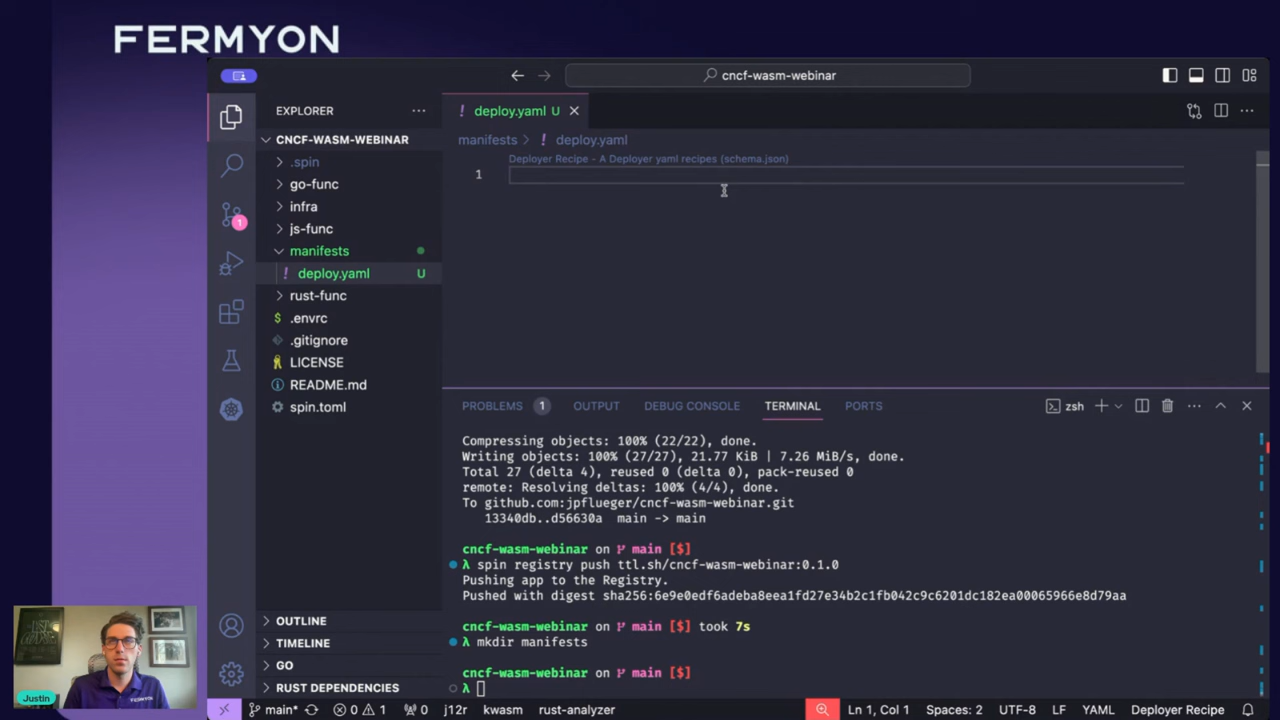 FERMYON
cncf-wasm-webinar
EXPLORER
deploy.yaml U
CNCF-WASM-WEBINAR
manifests > deploy.yaml
.spin
Deployer Recipe - A Deployer yaml recipes (schema.json)
1
go-func
infra
js-func
1
manifests
deploy.yaml U
rust-func
.envrc
.gitignore
LICENSE
README.md
spin.toml
PROBLEMS 1 OUTPUT DEBUG CONSOLE TERMINAL PORTS zsh
Compressing objects: 100% (22/22), done.
Writing objects: 100% (27/27), 21.77 KiB | 7.26 MiB/s, done.
Total 27 (delta 4), reused 0 (delta 0), pack-reused 0
remote: Resolving deltas: 100% (4/4), done.
To github.com:jpflueger/cncf-wasm-webinar.git
13340db..d56630a main -> main
cncf-wasm-webinar on main [$]
λ spin registry push ttl.sh/cncf-wasm-webinar:0.1.0
Pushing app to the Registry.
Pushed with digest sha256:6e9e0edf6adeba8eea1fd27e34b2c1fb042c9c6201dc182ea00065966e8d79aa
cncf-wasm-webinar on main [$] took 7s
λ mkdir manifests
cncf-wasm-webinar on main [$]
λ
OUTLINE
TIMELINE
GO
RUST DEPENDENCIES
main* 0 1 0 j12r kwasm rust-analyzer Ln 1, Col 1 Spaces: 2 UTF-8 LF YAML Deployer Recipe
Justin
FERMYON